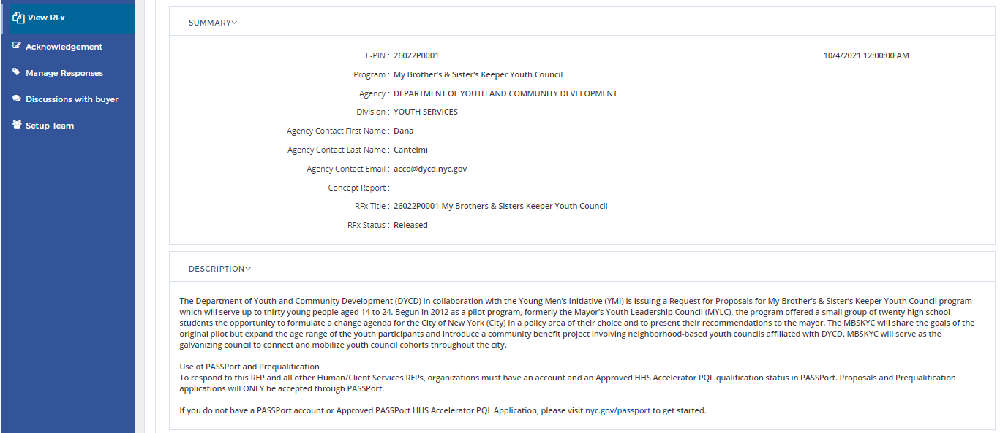 View RFx
Acknowledgement
Manage Responses
Discussions with buyer
Setup Team
SUMMARY
E-PIN : 26022P0001
10/4/2021 12:00:00 AM
Program : My Brother's & Sister's Keeper Youth Council
Agency : DEPARTMENT OF YOUTH AND COMMUNITY DEVELOPMENT
Division : YOUTH SERVICES
Agency Contact First Name : Dana
Agency Contact Last Name : Cantelmi
Agency Contact Email : acco@dycd.nyc.gov
Concept Report :
RFx Title : 26022P0001-My Brothers & Sisters Keeper Youth Council
RFx Status : Released
DESCRIPTION
The Department of Youth and Community Development (DYCD) in collaboration with the Young Men's Initiative (YMI) is issuing a Request for Proposals for My Brother's & Sister's Keeper Youth Council program
which will serve up to thirty young people aged 14 to 24. Begun in 2012 as a pilot program, formerly the Mayor's Youth Leadership Council (MYLC), the program offered a small group of twenty high school
students the opportunity to formulate a change agenda for the City of New York (City) in a policy area of their choice and to present their recommendations to the mayor. The MBSKYC will share the goals of the
original pilot but expand the age range of the youth participants and introduce a community benefit project involving neighborhood-based youth councils affiliated with DYCD. MBSKYC will serve as the
galvanizing council to connect and mobilize youth council cohorts throughout the city.
Use of PASSPort and Prequalification
To respond to this RFP and all other Human/Client Services RFPs, organizations must have an account and an Approved HHS Accelerator PQL qualification status in PASSPort. Proposals and Prequalification
applications will ONLY be accepted through PASSPort.
If you do not have a PASSPort account or Approved PASSPort HHS Accelerator PQL Application, please visit nyc.gov/passport to get started.